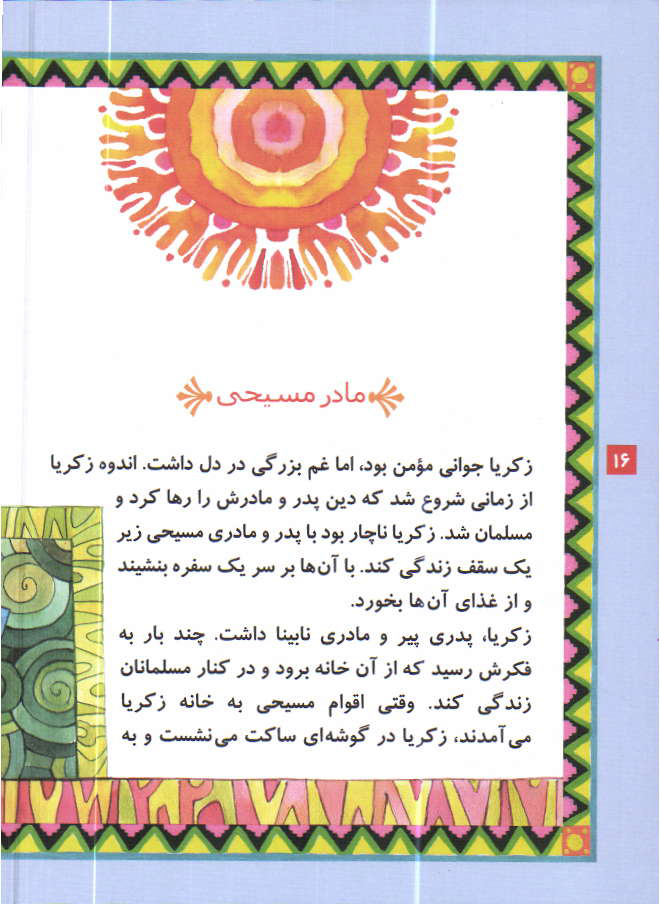 مادر مسیحی
زکریا جوانی مؤمن بود، اما غم بزرگی در دل داشت. اندوه زکریا
از زمانی شروع شد که دین پدر و مادرش را رها کرد و
مسلمان شد. زکریا ناچار بود با پدر و مادری مسیحی زیر
یک سقف زندگی کند. با آن‌ها بر سر یک سفره بنشیند
و از غذای آن‌ها بخورد.
زکریا، پدری پیر و مادری نابینا داشت. چند بار به
فکرش رسید که از آن خانه برود و در کنار مسلمانان
زندگی کند. وقتی اقوام مسیحی به خانه زکریا
می‌آمدند، زکریا در گوشه‌ای ساکت می‌نشست و به
۱۶